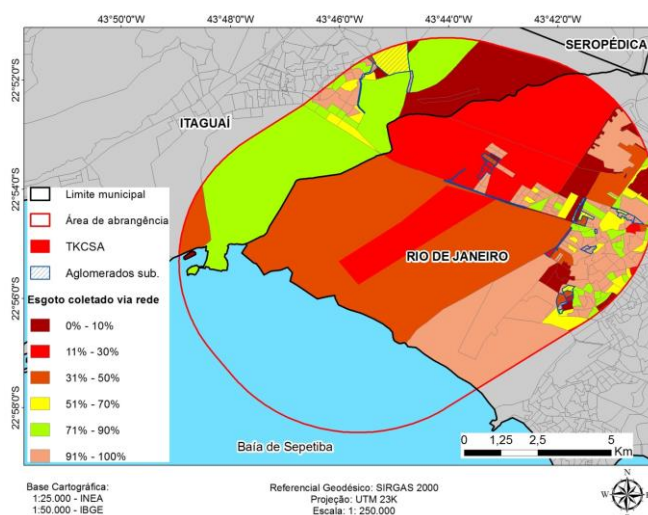 43°50'0"O 43°48'0"O 43°46'0"O 43°44'0"O 43°42'0"O
22°52'0"S
22°54'0"S
22°56'0"S
22°58'0"S
SEROPÉDICA
ITAGUAÍ
RIO DE JANEIRO
Baía de Sepetiba
Limite municipal
Área de abrangência
TKCSA
Aglomerados sub.
Esgoto coletado via rede
0% - 10%
11% - 30%
31% - 50%
51% - 70%
71% - 90%
91% - 100%
0 1,25 2,5 5
Km
Base Cartográfica:
1:25.000 - INEA
1:50.000 - IBGE
Referencial Geodésico: SIRGAS 2000
Projeção: UTM 23K
Escala: 1: 250.000
N
W
S